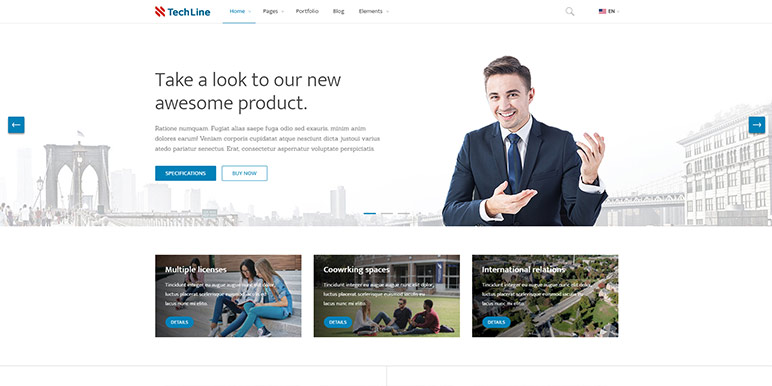 TechLine
Home Pages Portfolio Blog Elements
EN
Take a look to our new
awesome product.
Ratione numquam. Fugiat alias saepe fuga odio sed exauris, minim anim
dolores earum! Veniam corporis cupifatat atque nesciunt dicta justoui varius
atedo pariatur senectus. Erat, consectetur aspernatur voluptate perspiciatis.
SPECIFICATIONS
BUY NOW
Multiple licenses
Tincidunt integer eu augue augue nunc elit dolor,
luctus placerat scelerisque euismod iaculis eu
lacus nunc mi elito.
DETAILS
Coowrking spaces
Tincidunt integer eu augue augue nunc elit dolor,
luctus placerat scelerisque euismod iaculis eu
lacus nunc mi elito.
DETAILS
International relations
Tincidunt integer eu augue augue nunc elit dolor,
luctus placerat scelerisque euismod iaculis eu
lacus nunc mi elito.
DETAILS